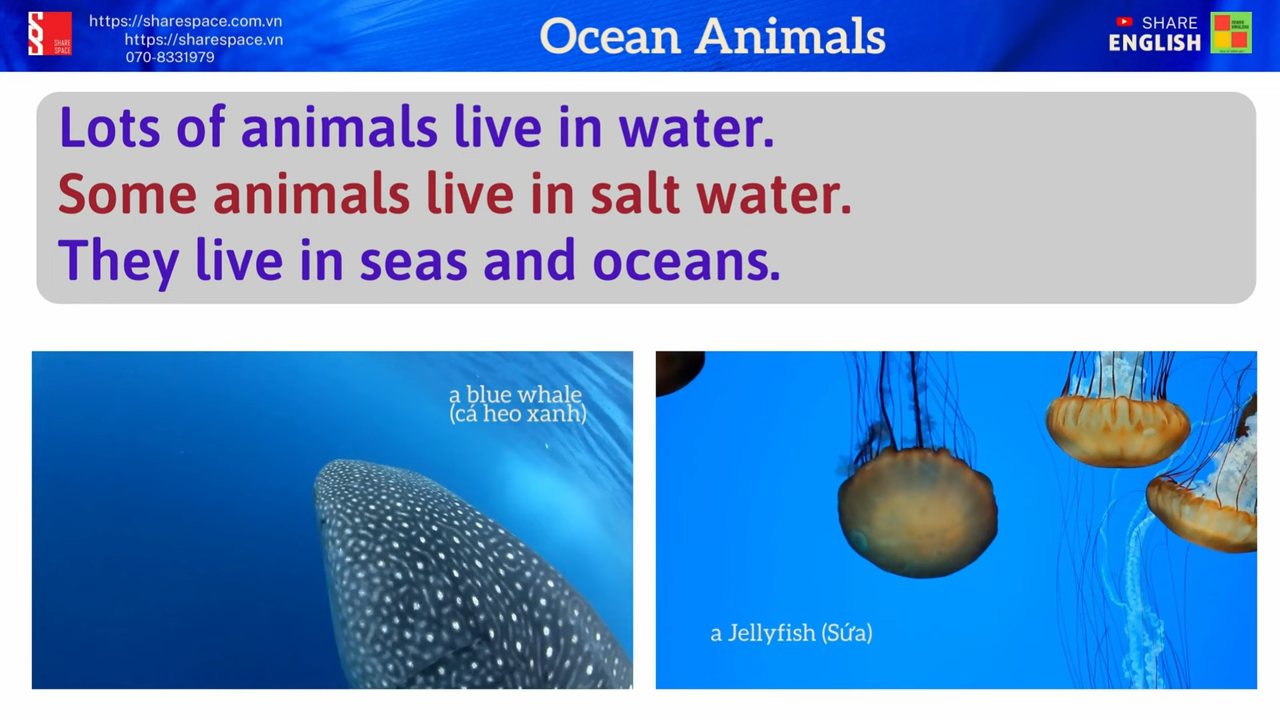 SHARE
SPACE
https://sharespace.com.vn
https://sharespace.vn
070-8331979
Ocean Animals
SHARE
ENGLISH
Lots of animals live in water.
Some animals live in salt water.
They live in seas and oceans.
a blue whale
(cá heo xanh)
a Jellyfish (Sứa)